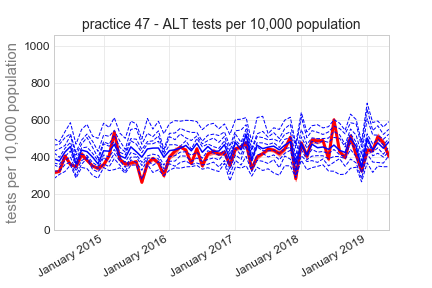 practice 47 - ALT tests per 10,000 population
tests per 10,000 population
1000
800
600
400
200
0
January 2015
January 2016
January 2017
January 2018
January 2019